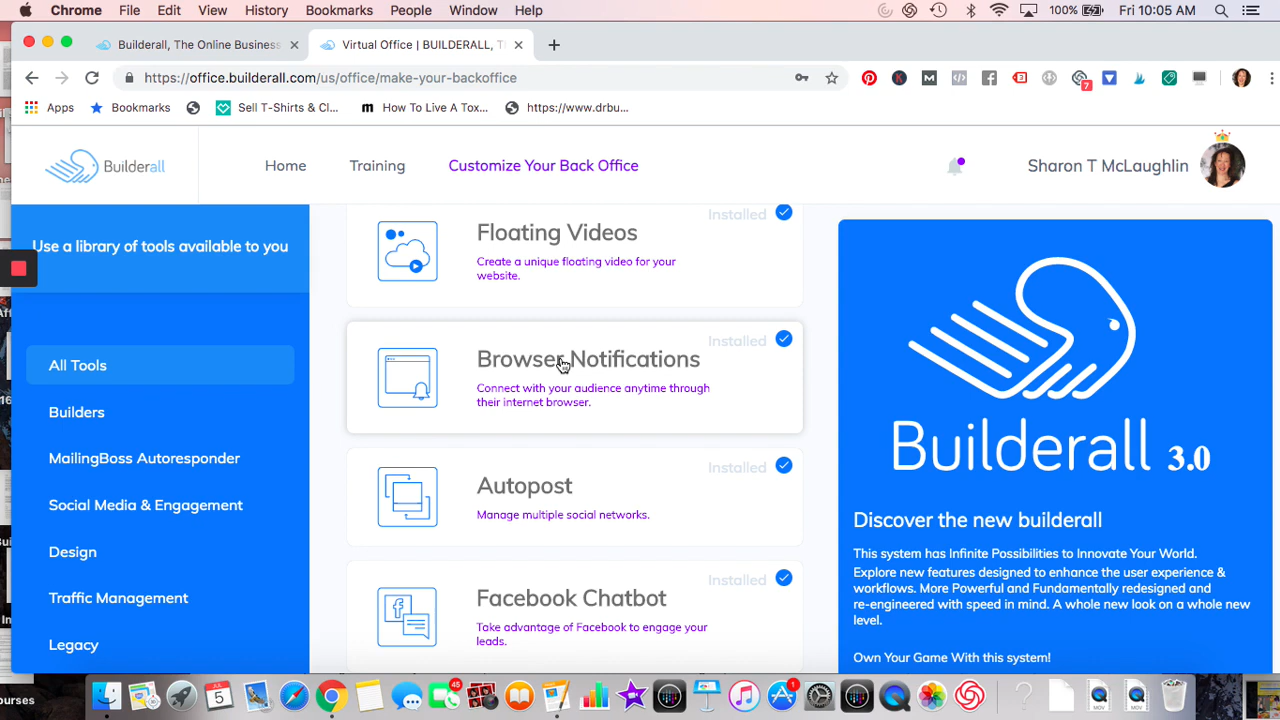 Chrome File Edit View History Bookmarks People Window Help 100% Fri 10:05 AM
Builderall, The Online Business
Virtual Office | BUILDERALL, T
https://office.builderall.com/us/office/make-your-backoffice
7
Apps Bookmarks Sell T-Shirts & Cl... How To Live A Tox... https://www.drbu...
Builderall
Home Training Customize Your Back Office
Sharon T McLaughlin
Use a library of tools available to you
All Tools
Builders
MailingBoss Autoresponder
Social Media & Engagement
Design
Traffic Management
Legacy
Installed
Floating Videos
Create a unique floating video for your
website.
Installed
Browser Notifications
Connect with your audience anytime through
their internet browser.
Installed
Autopost
Manage multiple social networks.
Installed
Facebook Chatbot
Take advantage of Facebook to engage your
leads.
Builderall 3.0
Discover the new builderall
This system has Infinite Possibilities to Innovate Your World.
Explore new features designed to enhance the user experience &
workflows. More Powerful and Fundamentally redesigned and
re-engineered with speed in mind. A whole new look on a whole new
level.
Own Your Game With this system!
5
45
1
ourses